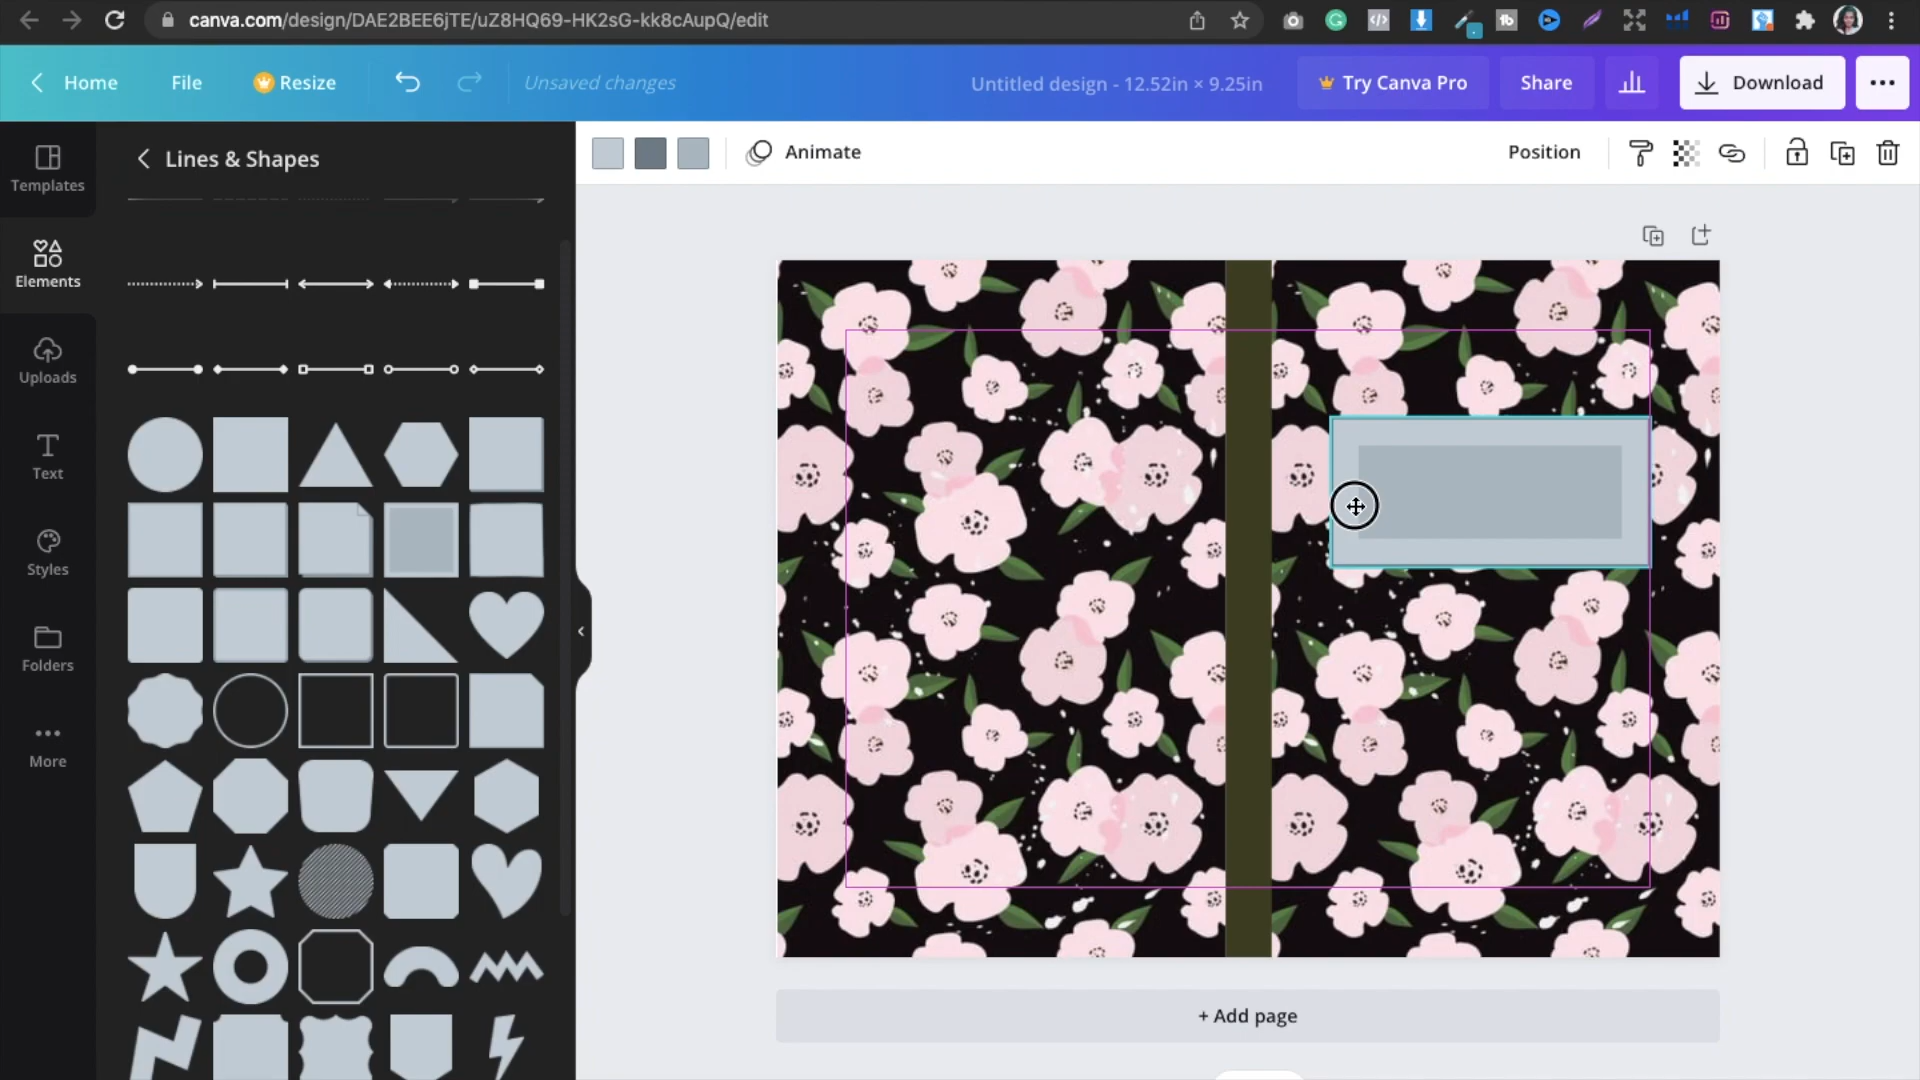 canva.com/design/DAE2BEE6jTE/uZ8HQ69-HK2sG-kk8cAupQ/edit
Home
File
Resize
Unsaved changes
Untitled design - 12.52in × 9.25in
Try Canva Pro
Share
Download
Templates
Elements
Uploads
Text
Styles
Folders
More
Lines & Shapes
Animate
Position
+ Add page